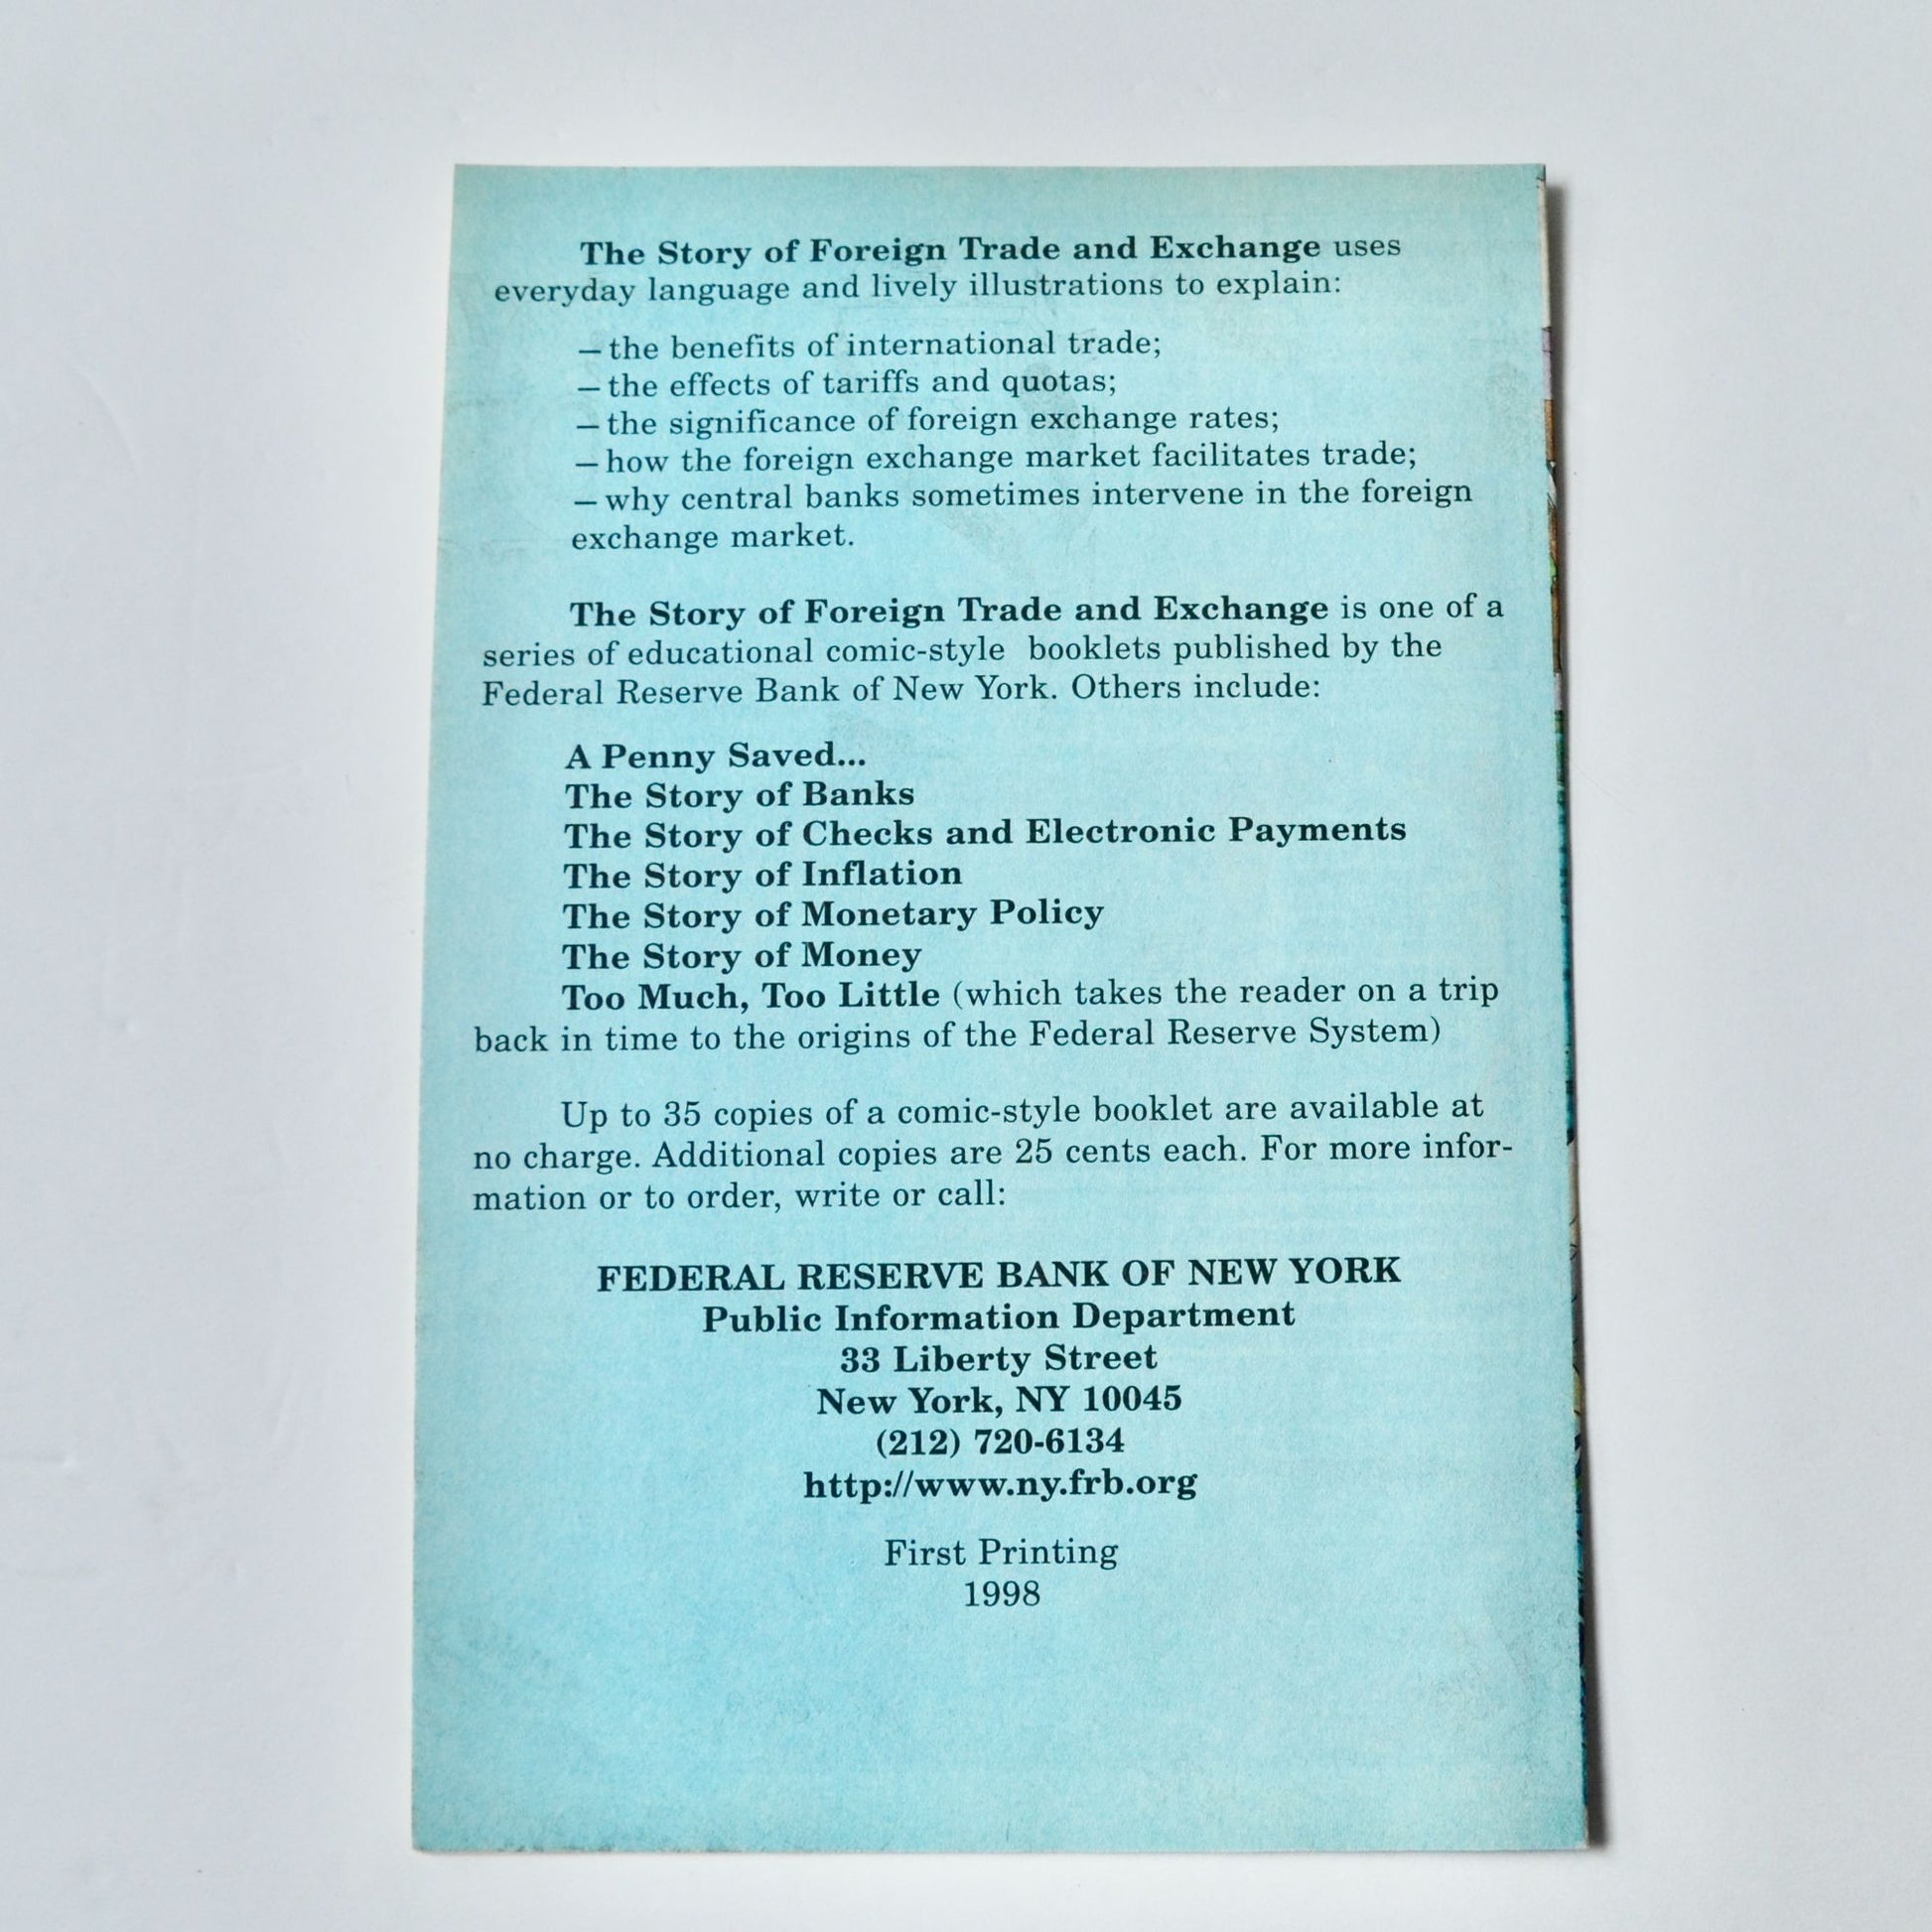 The Story of Foreign Trade and Exchange uses
everyday language and lively illustrations to explain:
— the benefits of international trade;
— the effects of tariffs and quotas;
— the significance of foreign exchange rates;
— how the foreign exchange market facilitates trade;
— why central banks sometimes intervene in the foreign
exchange market.
The Story of Foreign Trade and Exchange is one of a
series of educational comic-style booklets published by the
Federal Reserve Bank of New York. Others include:
A Penny Saved...
The Story of Banks
The Story of Checks and Electronic Payments
The Story of Inflation
The Story of Monetary Policy
The Story of Money
Too Much, Too Little (which takes the reader on a trip
back in time to the origins of the Federal Reserve System)
Up to 35 copies of a comic-style booklet are available at
no charge. Additional copies are 25 cents each. For more infor-
mation or to order, write or call:
FEDERAL RESERVE BANK OF NEW YORK
Public Information Department
33 Liberty Street
New York, NY 10045
(212) 720-6134
http://www.ny.frb.org
First Printing
1998